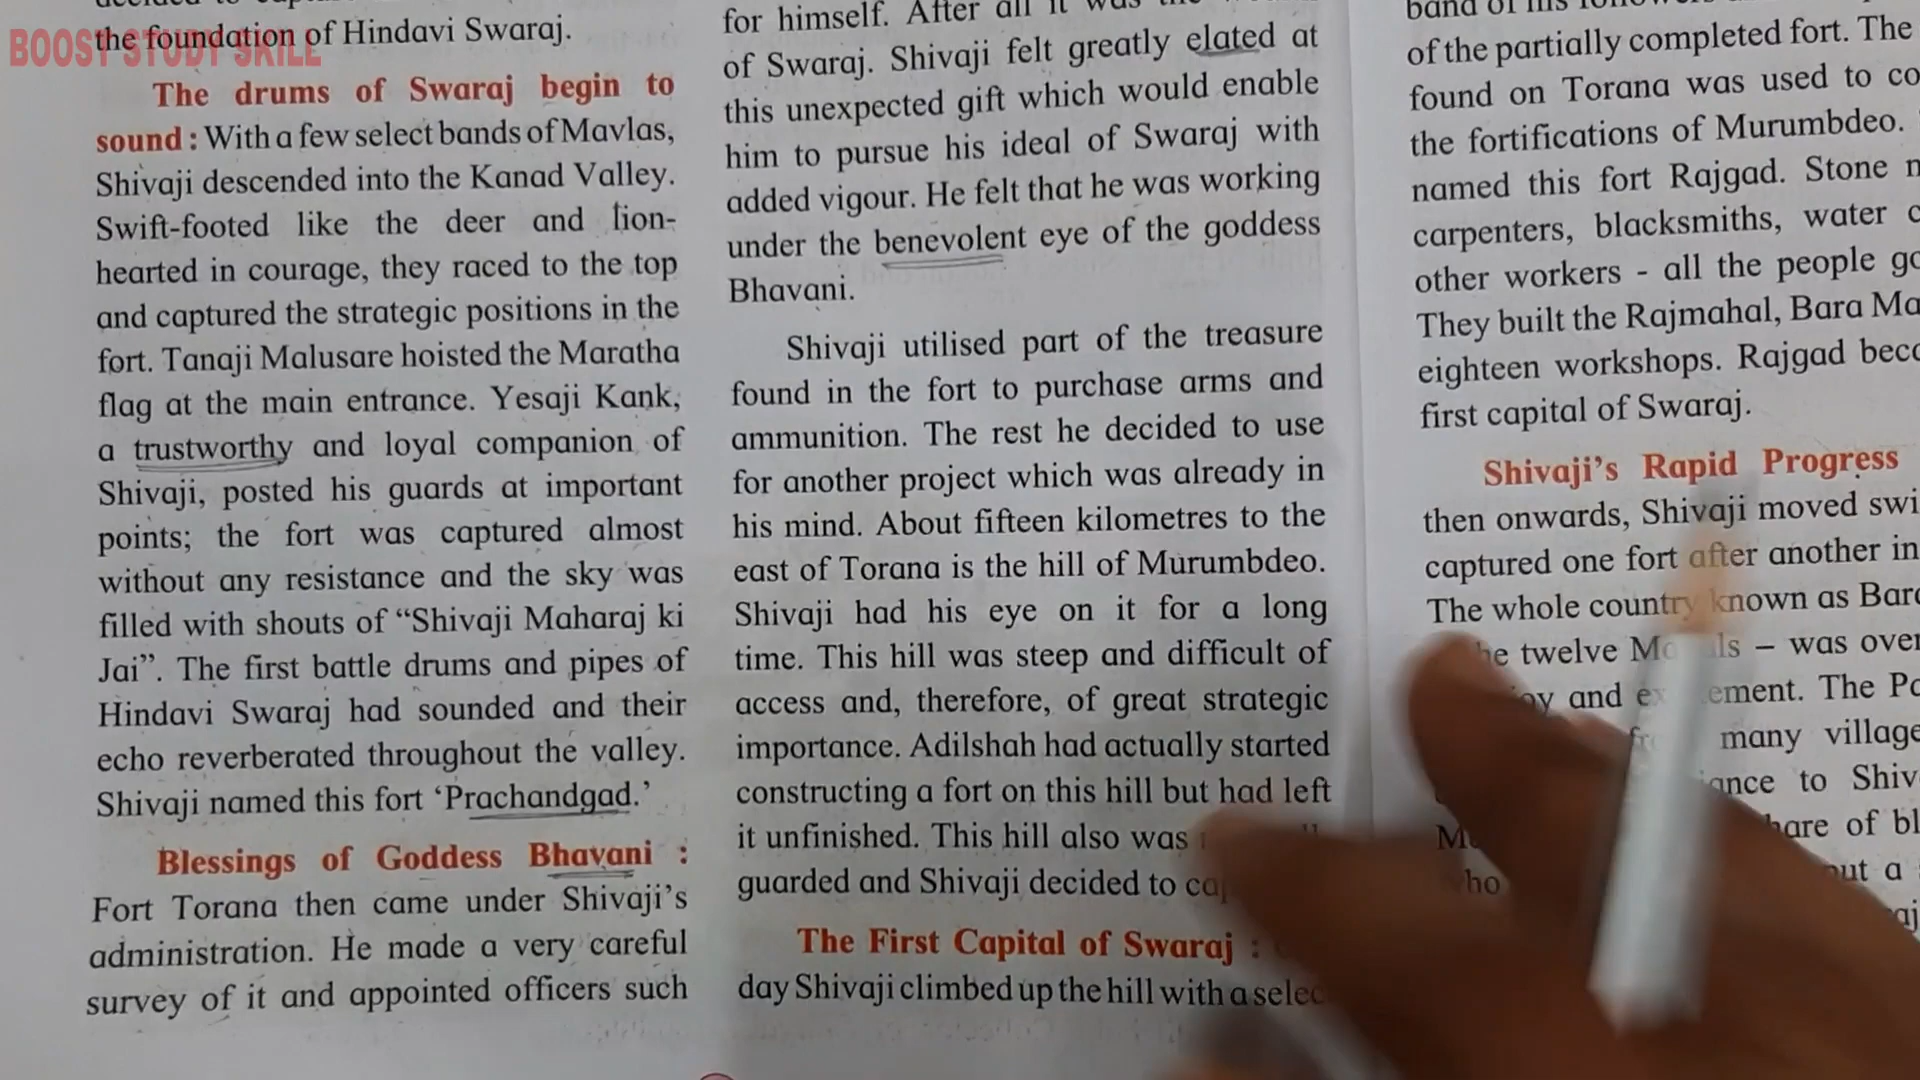 BOOST STUDY SKILL
the foundation of Hindavi Swaraj.
The drums of Swaraj begin to
sound : With a few select bands of Mavlas,
Shivaji descended into the Kanad Valley.
Swift-footed like the deer and lion-
hearted in courage, they raced to the top
and captured the strategic positions in the
fort. Tanaji Malusare hoisted the Maratha
flag at the main entrance. Yesaji Kank,
a trustworthy and loyal companion of
Shivaji, posted his guards at important
points; the fort was captured almost
without any resistance and the sky was
filled with shouts of “Shivaji Maharaj ki
Jai”. The first battle drums and pipes of
Hindavi Swaraj had sounded and their
echo reverberated throughout the valley.
Shivaji named this fort ‘Prachandgad.’
Blessings of Goddess Bhavani :
Fort Torana then came under Shivaji’s
administration. He made a very careful
survey of it and appointed officers such
for himself. After all it was the
of Swaraj. Shivaji felt greatly elated at
this unexpected gift which would enable
him to pursue his ideal of Swaraj with
added vigour. He felt that he was working
under the benevolent eye of the goddess
Bhavani.
Shivaji utilised part of the treasure
found in the fort to purchase arms and
ammunition. The rest he decided to use
for another project which was already in
his mind. About fifteen kilometres to the
east of Torana is the hill of Murumbdeo.
Shivaji had his eye on it for a long
time. This hill was steep and difficult of
access and, therefore, of great strategic
importance. Adilshah had actually started
constructing a fort on this hill but had left
it unfinished. This hill also was
guarded and Shivaji decided to
The First Capital of Swaraj :
day Shivaji climbed up the hill with a
band of his
of the partially completed fort. The
found on Torana was used to
the fortifications of Murumbdeo.
named this fort Rajgad. Stone
carpenters, blacksmiths, water
other workers - all the people
They built the Rajmahal, Bara
eighteen workshops. Rajgad
first capital of Swaraj.
Shivaji’s Rapid Progress
then onwards, Shivaji moved
captured one fort after another in
The whole country known as
twelve – was
and The
many
to
of
a